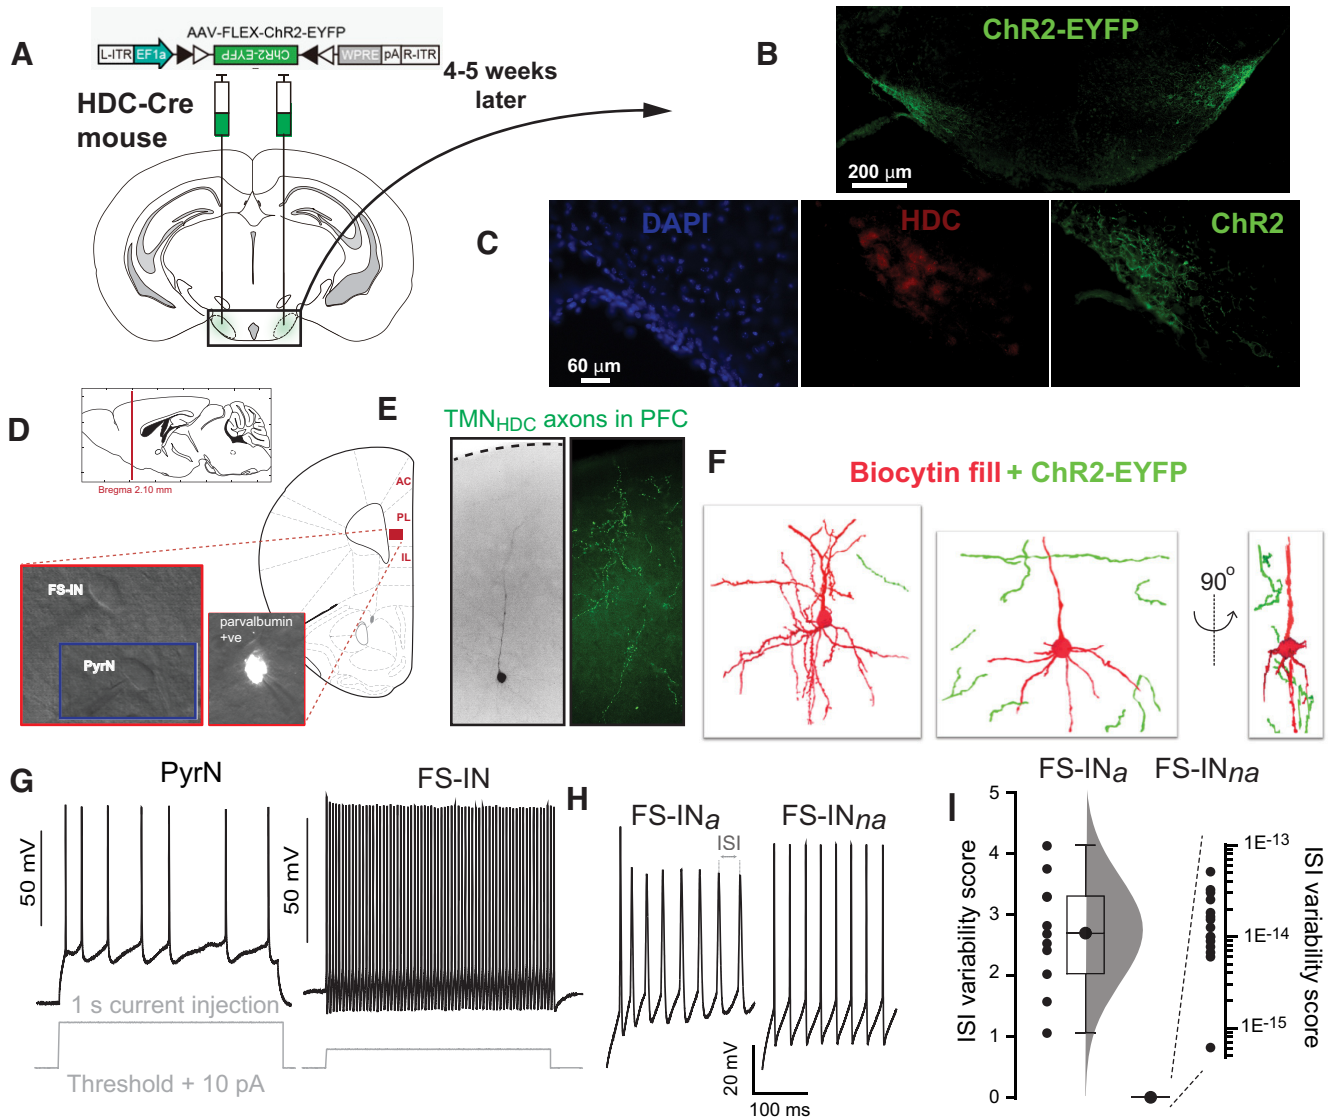 A
AAV-FLEX-ChR2-EYFP
L-ITR EF1a ChR2-EYFP WPRE pA R-ITR
HDC-Cre
mouse
4-5 weeks
later
B
ChR2-EYFP
200 µm
C
DAPI
60 µm
HDC
ChR2
D
Bregma 2.10 mm
AC
PL
IL
FS-IN
PyrN
parvalbumin
+ve
E
TMNHDC axons in PFC
F
Biocytin fill + ChR2-EYFP
90o
G
PyrN
50 mV
1 s current injection
Threshold + 10 pA
FS-IN
50 mV
H
FS-INa
ISI
FS-INna
20 mV
100 ms
I
FS-INa
FS-INna
ISI variability score
5
4
3
2
1
0
1E-13
1E-14
1E-15
ISI variability score